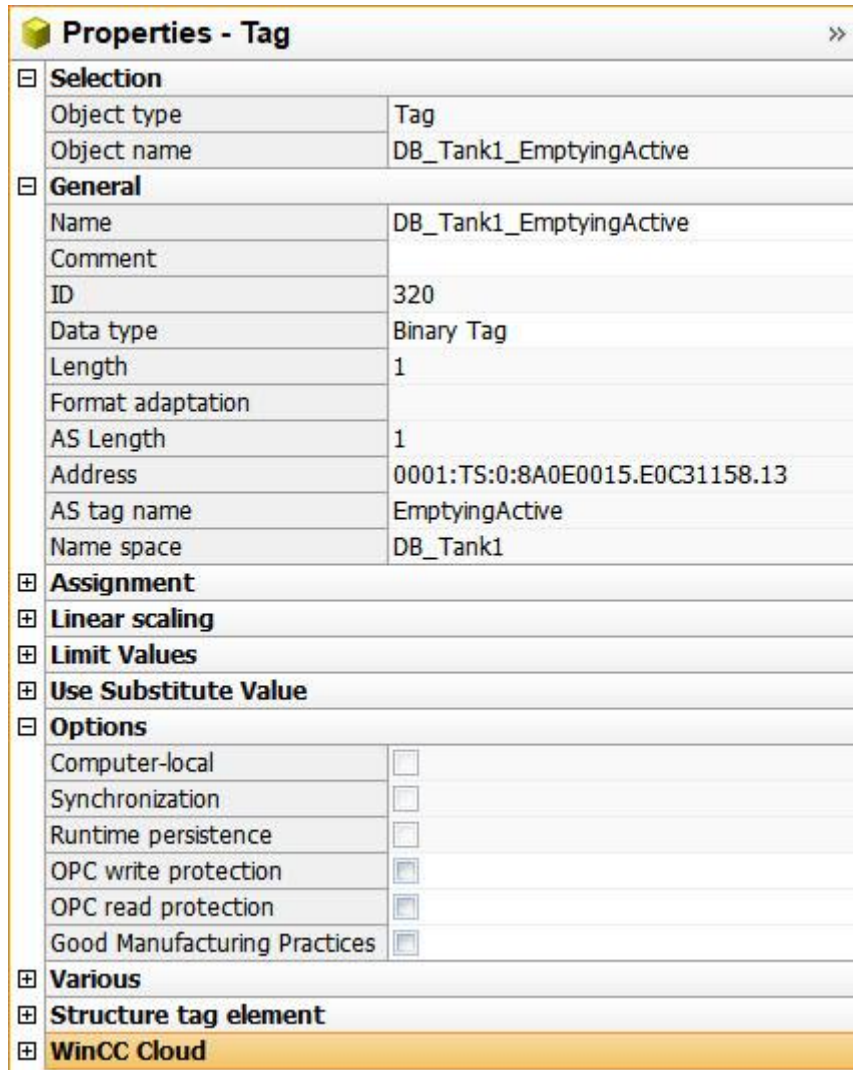 Properties - Tag »
Selection
Object type Tag
Object name DB_Tank1_EmptyingActive
General
Name DB_Tank1_EmptyingActive
Comment
ID 320
Data type Binary Tag
Length 1
Format adaptation
AS Length 1
Address 0001:TS:0:8A0E0015.E0C31158.13
AS tag name EmptyingActive
Name space DB_Tank1
Assignment
Linear scaling
Limit Values
Use Substitute Value
Options
Computer-local
Synchronization
Runtime persistence
OPC write protection
OPC read protection
Good Manufacturing Practices
Various
Structure tag element
WinCC Cloud